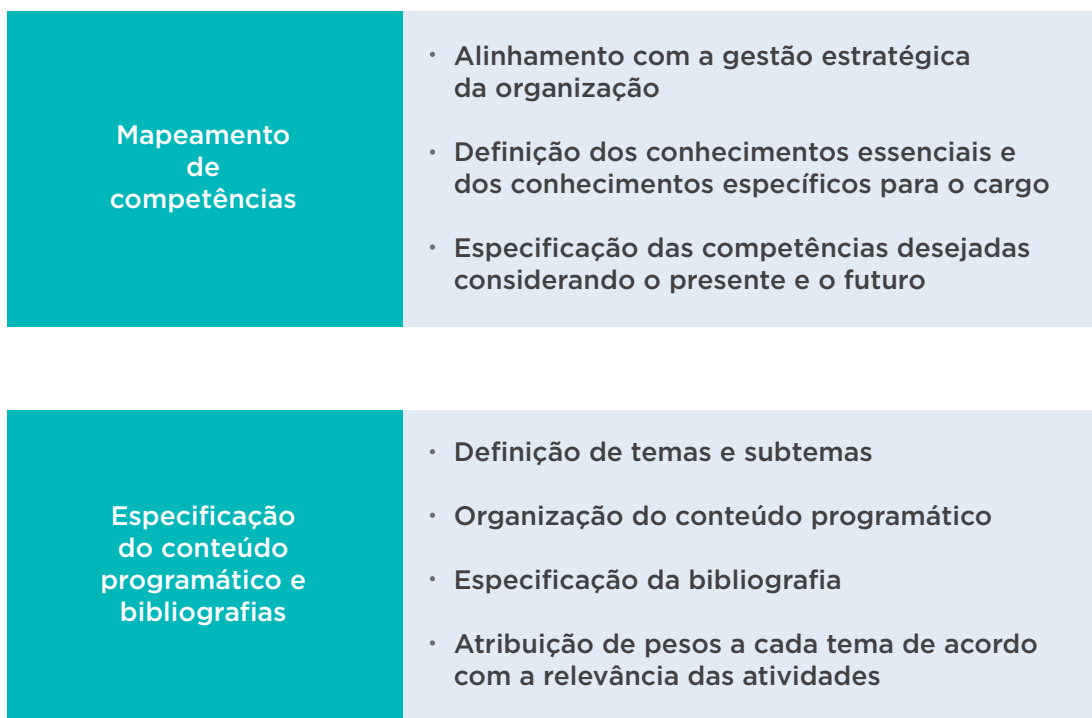 Mapeamento
de
competências
· Alinhamento com a gestão estratégica
da organização
· Definição dos conhecimentos essenciais e
dos conhecimentos específicos para o cargo
· Especificação das competências desejadas
considerando o presente e o futuro
Especificação
do conteúdo
programático e
bibliografias
· Definição de temas e subtemas
· Organização do conteúdo programático
· Especificação da bibliografia
· Atribuição de pesos a cada tema de acordo
com a relevância das atividades